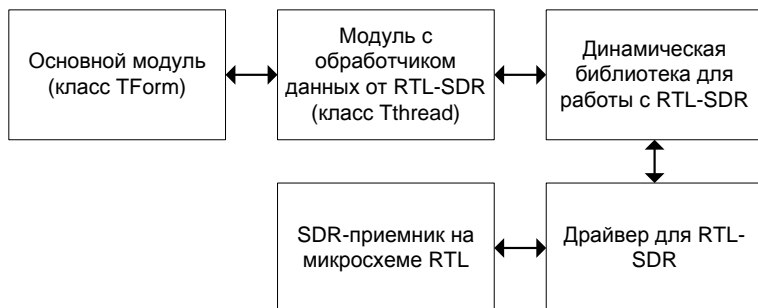 Основной модуль
(класс TForm)
Модуль с
обработчиком
данных от RTL-SDR
(класс Tthread)
Динамическая
библиотека для
работы с RTL-SDR
SDR-приемник на
микросхеме RTL
Драйвер для RTL-
SDR